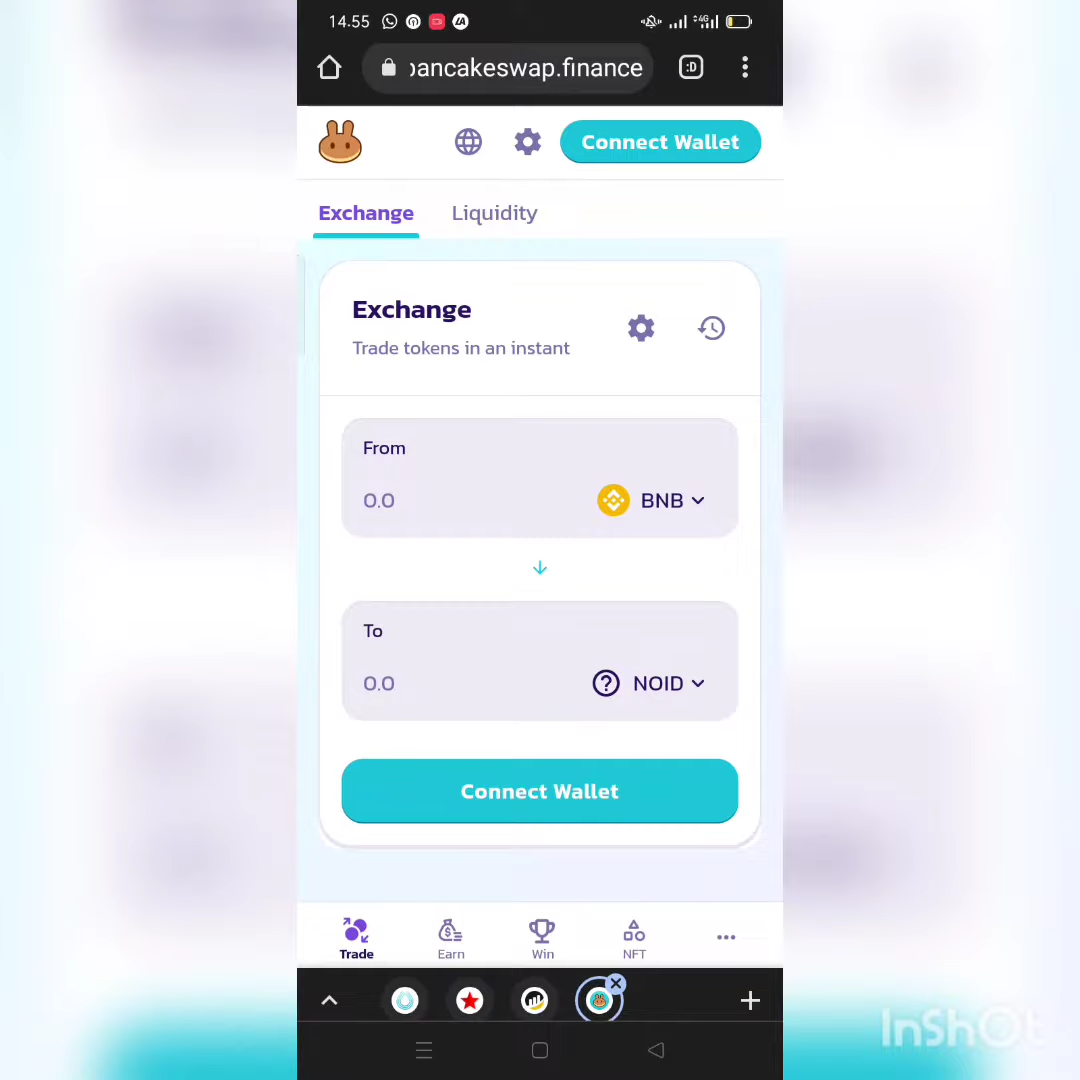 14.55
4G
pancakeswap.finance
:D
Connect Wallet
Exchange
Liquidity
Exchange
Trade tokens in an instant
From
0.0
BNB
To
0.0
NOID
Connect Wallet
Trade
Earn
Win
NFT
InShOt